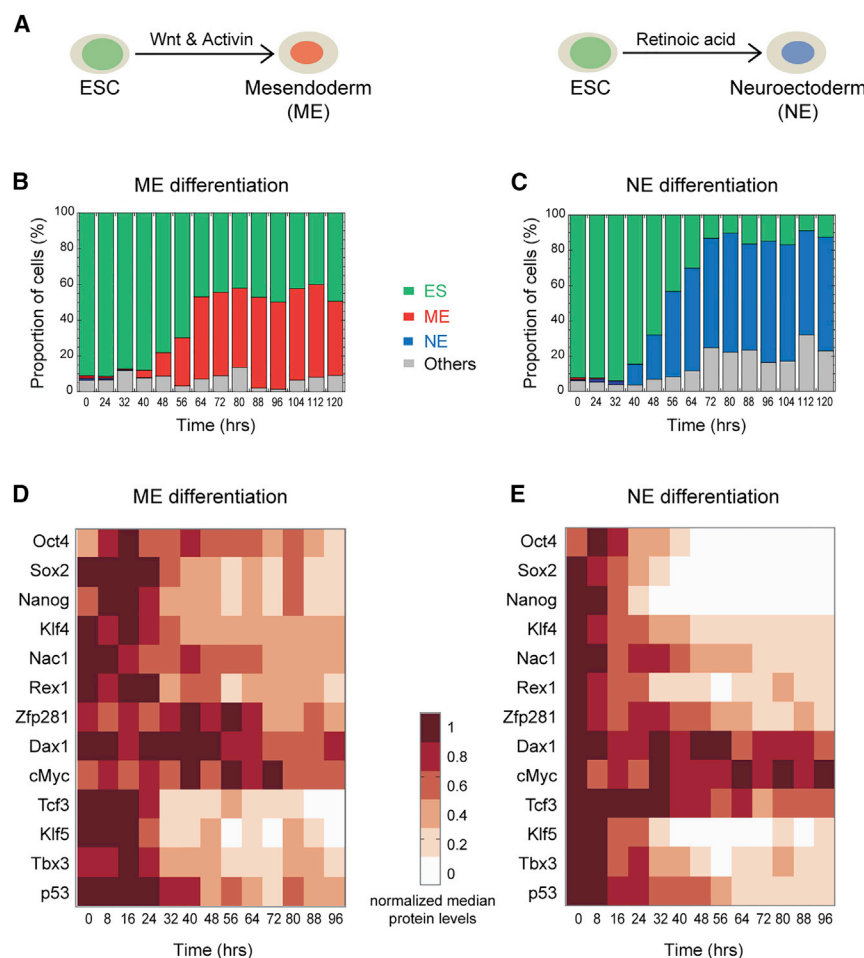 A
Wnt & Activin
ESC
Mesendoderm
(ME)
Retinoic acid
ESC
Neuroectoderm
(NE)
B
ME differentiation
Proportion of cells (%)
100
80
60
40
20
0
0 24 32 40 48 56 64 72 80 88 96 104 112 120
Time (hrs)
ES
ME
NE
Others
C
NE differentiation
Proportion of cells (%)
100
80
60
40
20
0
0 24 32 40 48 56 64 72 80 88 96 104 112 120
Time (hrs)
D
ME differentiation
Oct4
Sox2
Nanog
Klf4
Nac1
Rex1
Zfp281
Dax1
cMyc
Tcf3
Klf5
Tbx3
p53
0 8 16 24 32 40 48 56 64 72 80 88 96
Time (hrs)
1
0.8
0.6
0.4
0.2
0
normalized median
protein levels
E
NE differentiation
Oct4
Sox2
Nanog
Klf4
Nac1
Rex1
Zfp281
Dax1
cMyc
Tcf3
Klf5
Tbx3
p53
0 8 16 24 32 40 48 56 64 72 80 88 96
Time (hrs)